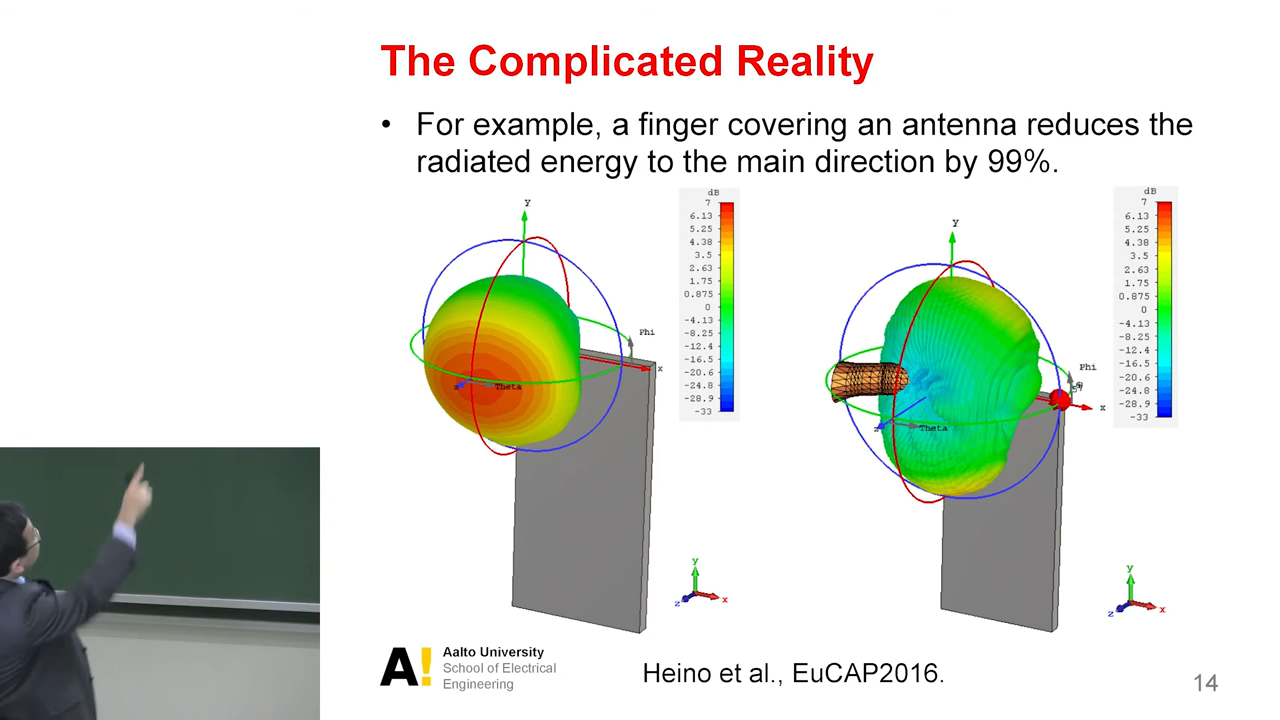 The Complicated Reality
• For example, a finger covering an antenna reduces the
radiated energy to the main direction by 99%.
dB
7
6.13
5.25
4.38
3.5
2.63
1.75
0.875
0
-4.13
-8.25
-12.4
-16.5
-20.6
-24.8
-28.9
-33
y
Phi
x
z
Theta
y
z
x
dB
7
6.13
5.25
4.38
3.5
2.63
1.75
0.875
0
-4.13
-8.25
-12.4
-16.5
-20.6
-24.8
-28.9
-33
y
Phi
x
z
Theta
y
z
x
A!
Aalto University
School of Electrical
Engineering
Heino et al., EuCAP2016.
14